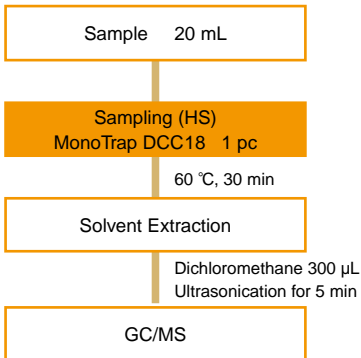 Sample 20 mL
Sampling (HS)
MonoTrap DCC18 1 pc
60 ℃, 30 min
Solvent Extraction
Dichloromethane 300 μL
Ultrasonication for 5 min
GC/MS